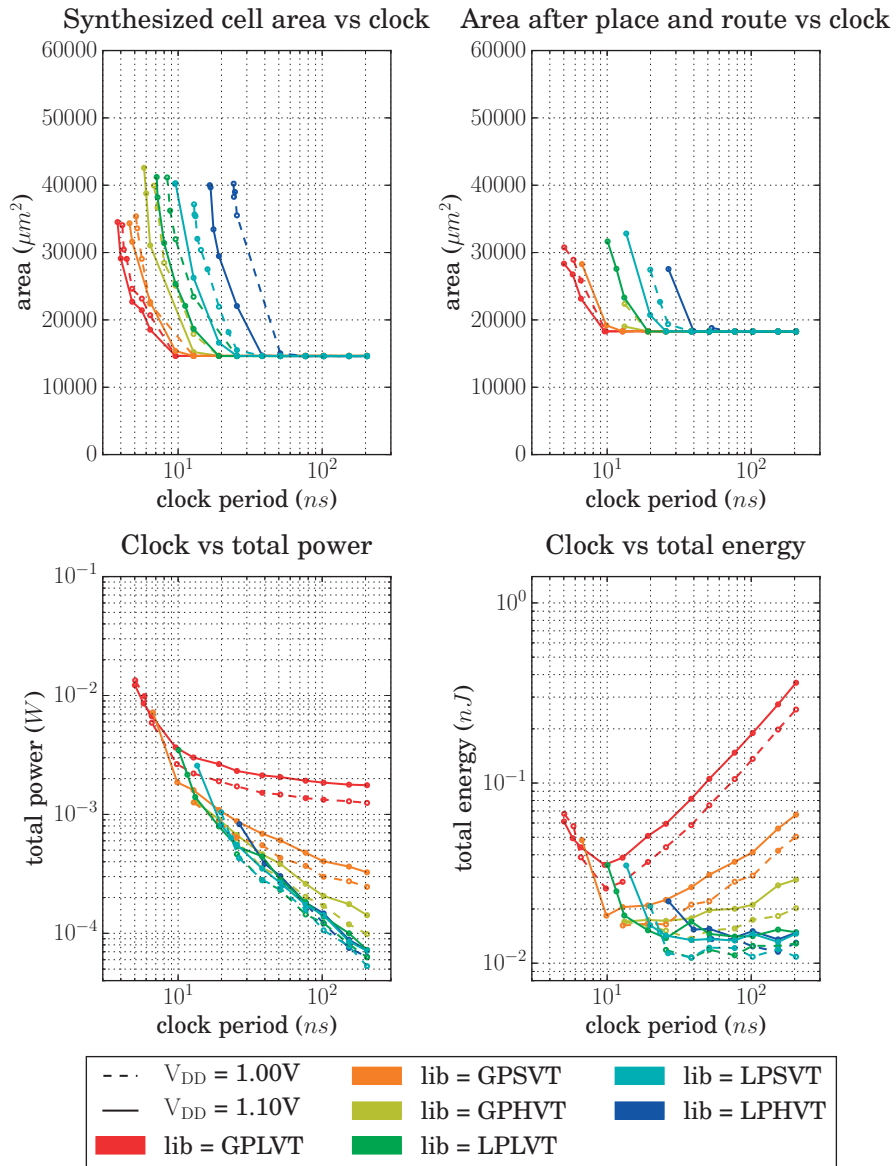 Synthesized cell area vs clock
Area after place and route vs clock
60000
50000
40000
30000
20000
10000
0
area (μm²)
10¹
10²
clock period (ns)
60000
50000
40000
30000
20000
10000
0
area (μm²)
10¹
10²
clock period (ns)
Clock vs total power
Clock vs total energy
10⁻¹
10⁻²
10⁻³
10⁻⁴
total power (W)
10¹
10²
clock period (ns)
10⁰
10⁻¹
10⁻²
total energy (nJ)
10¹
10²
clock period (ns)
V_DD = 1.00V
V_DD = 1.10V
lib = GPLVT
lib = GPSVT
lib = GPHVT
lib = LPLVT
lib = LPSVT
lib = LPHVT